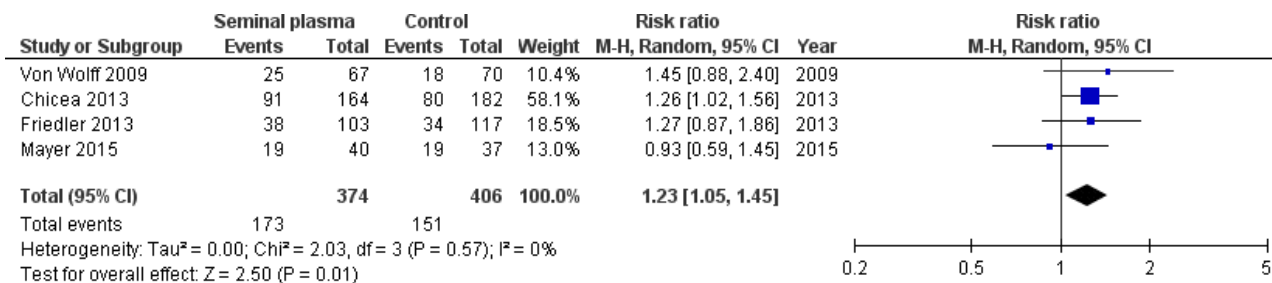 Seminal plasma Control Risk ratio Risk ratio
Study or Subgroup Events Total Events Total Weight M-H, Random, 95% CI Year M-H, Random, 95% CI
Von Wolff 2009 25 67 18 70 10.4% 1.45 [0.88, 2.40] 2009
Chicea 2013 91 164 80 182 58.1% 1.26 [1.02, 1.56] 2013
Friedler 2013 38 103 34 117 18.5% 1.27 [0.87, 1.86] 2013
Mayer 2015 19 40 19 37 13.0% 0.93 [0.59, 1.45] 2015
Total (95% CI) 374 406 100.0% 1.23 [1.05, 1.45]
Total events 173 151
Heterogeneity: Tau² = 0.00; Chi² = 2.03, df = 3 (P = 0.57); I² = 0%
Test for overall effect: Z = 2.50 (P = 0.01)
0.2 0.5 1 2 5